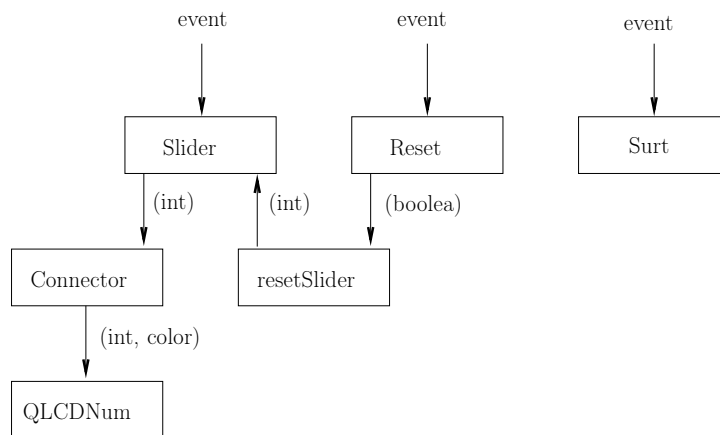 event event event
Slider Reset Surt
(int) (int) (boolea)
Connector resetSlider
(int, color)
QLCDNum